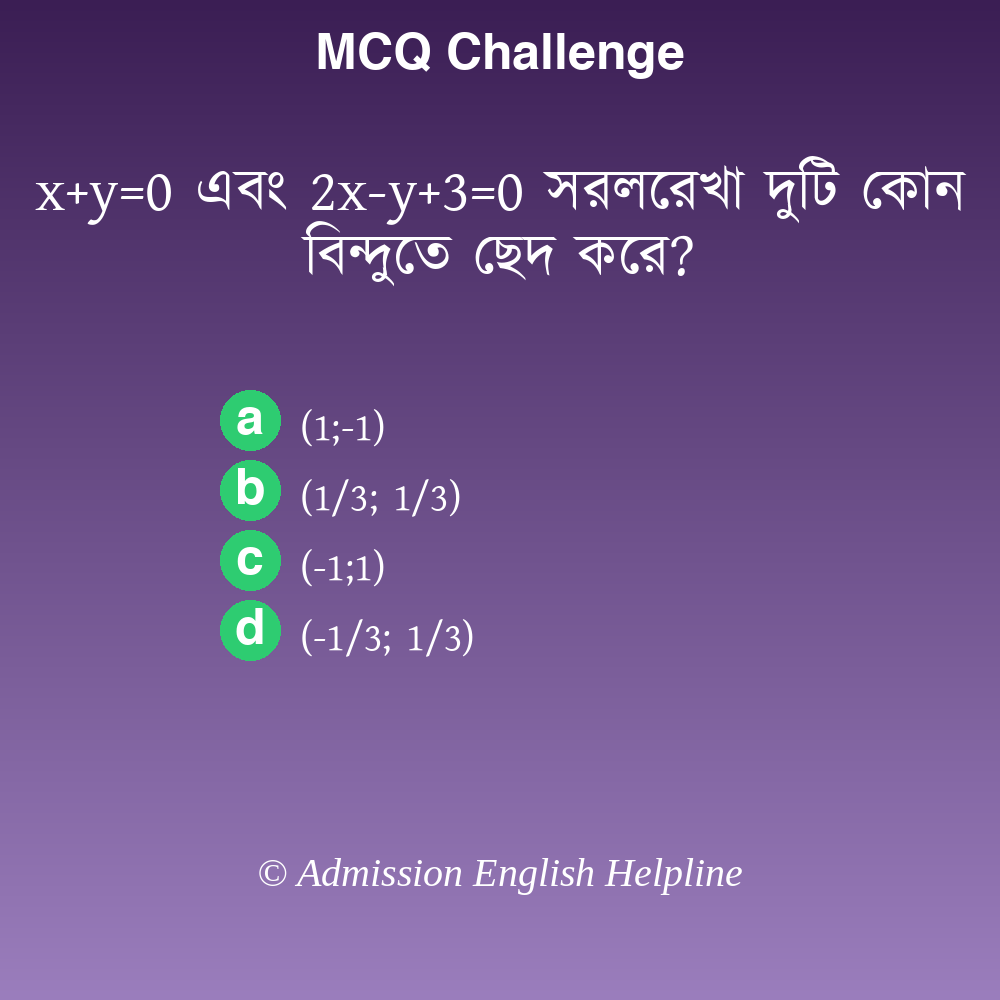 MCQ Challenge
x+y=0 এবং 2x-y+3=0 সরলরেখা দুটি কোন
বিন্দুতে ছেদ করে?
a (1;-1)
b (1/3; 1/3)
c (-1;1)
d (-1/3; 1/3)
© Admission English Helpline